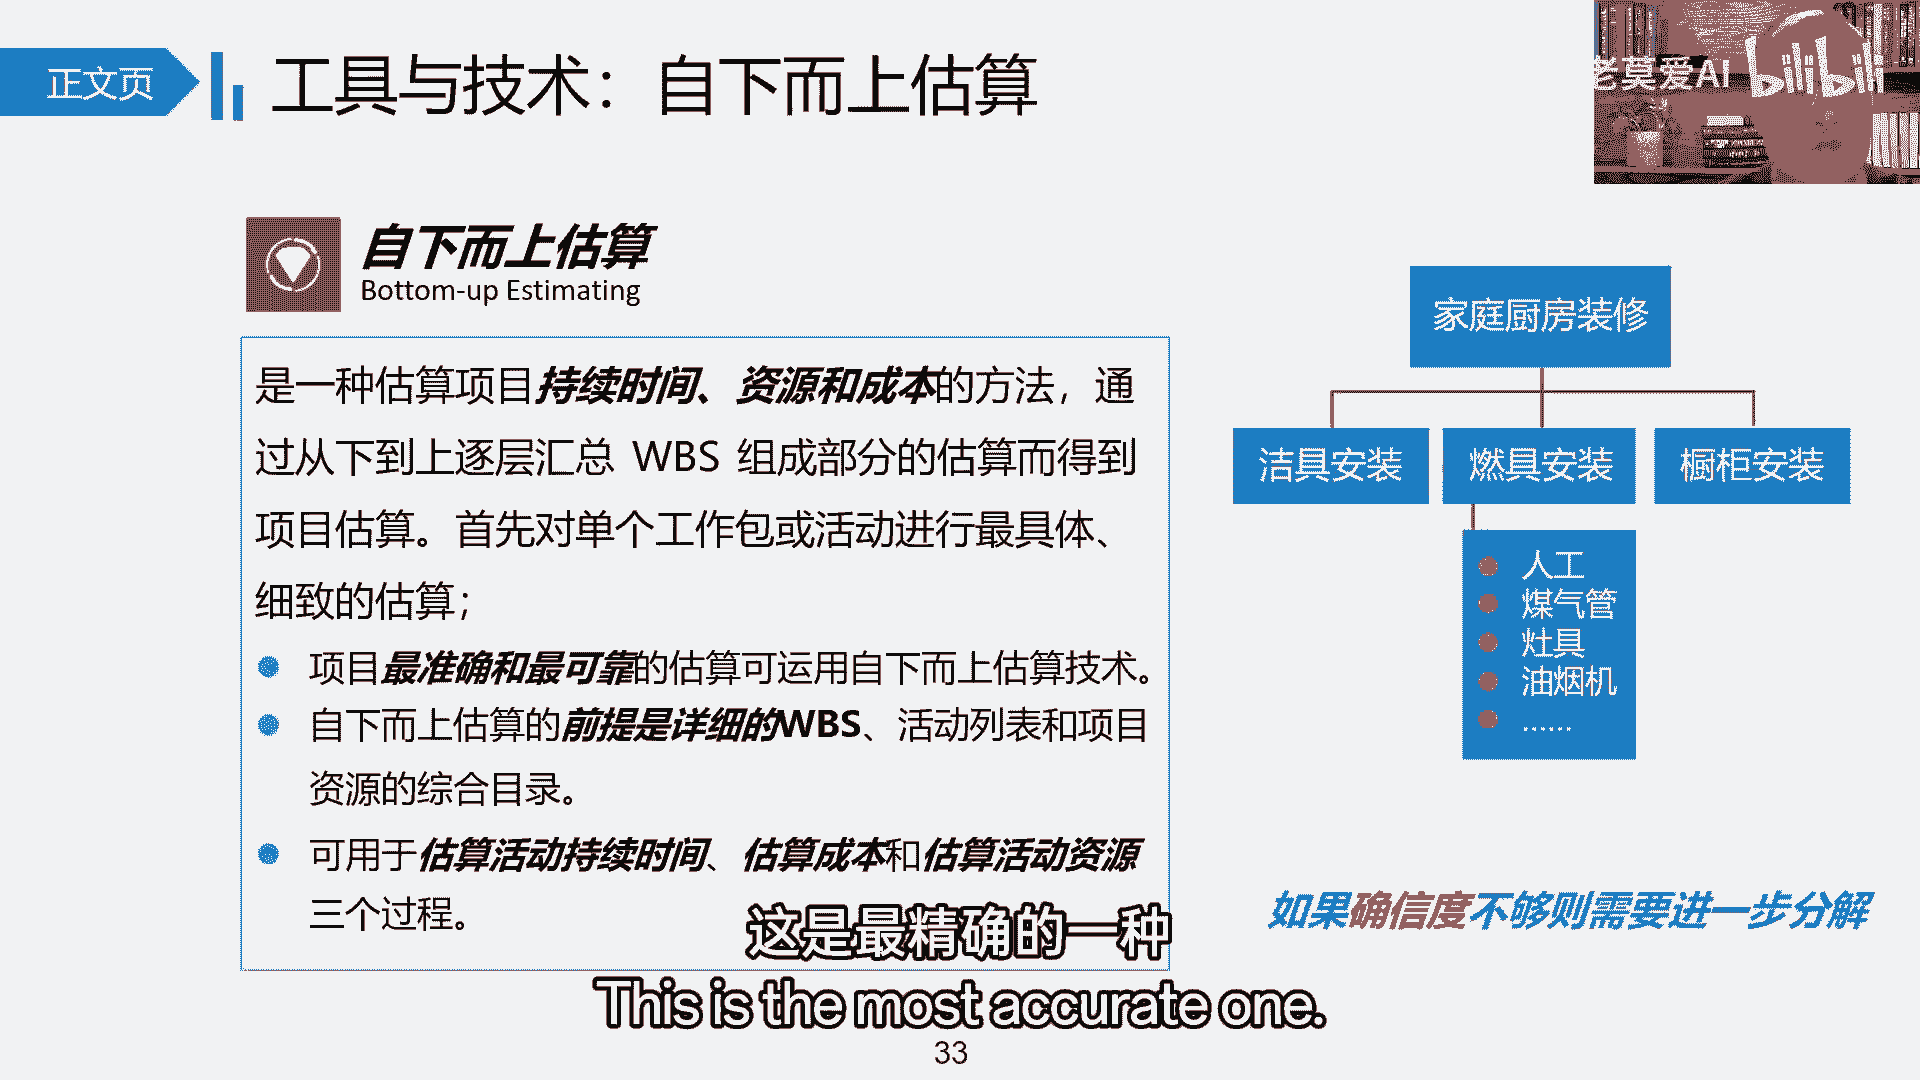 正文页
工具与技术：自下而上估算
老莫爱AI
bilibili
自下而上估算
Bottom-up Estimating
是一种估算项目持续时间、资源和成本的方法，通
过从下到上逐层汇总 WBS 组成部分的估算而得到
项目估算。首先对单个工作包或活动进行最具体、
细致的估算；
项目最准确和最可靠的估算可运用自下而上估算技术。
自下而上估算的前提是详细的WBS、活动列表和项目
资源的综合目录。
可用于估算活动持续时间、估算成本和估算活动资源
三个过程。
家庭厨房装修
洁具安装
燃具安装
橱柜安装
人工
煤气管
灶具
油烟机
……
如果确信度不够则需要进一步分解
这是最精确的一种
This is the most accurate one.
33